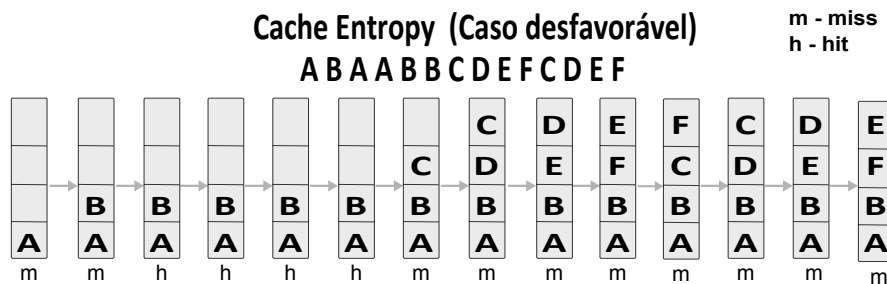 Cache Entropy (Caso desfavorável)
m - miss
h - hit
A B A A B B C D E F C D E F
C D E F C D E
C D E F C D E F
B B B B B B B B B B B B B
A A A A A A A A A A A A A A
m m h h h h m m m m m m m m